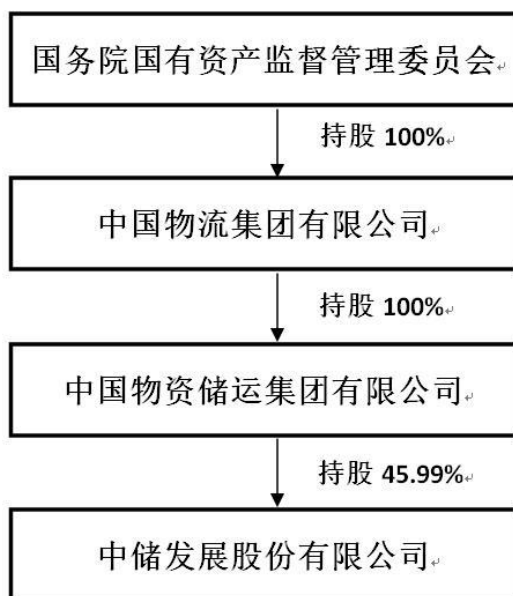 国务院国有资产监督管理委员会
持股 100%
中国物流集团有限公司
持股 100%
中国物资储运集团有限公司
持股 45.99%
中储发展股份有限公司